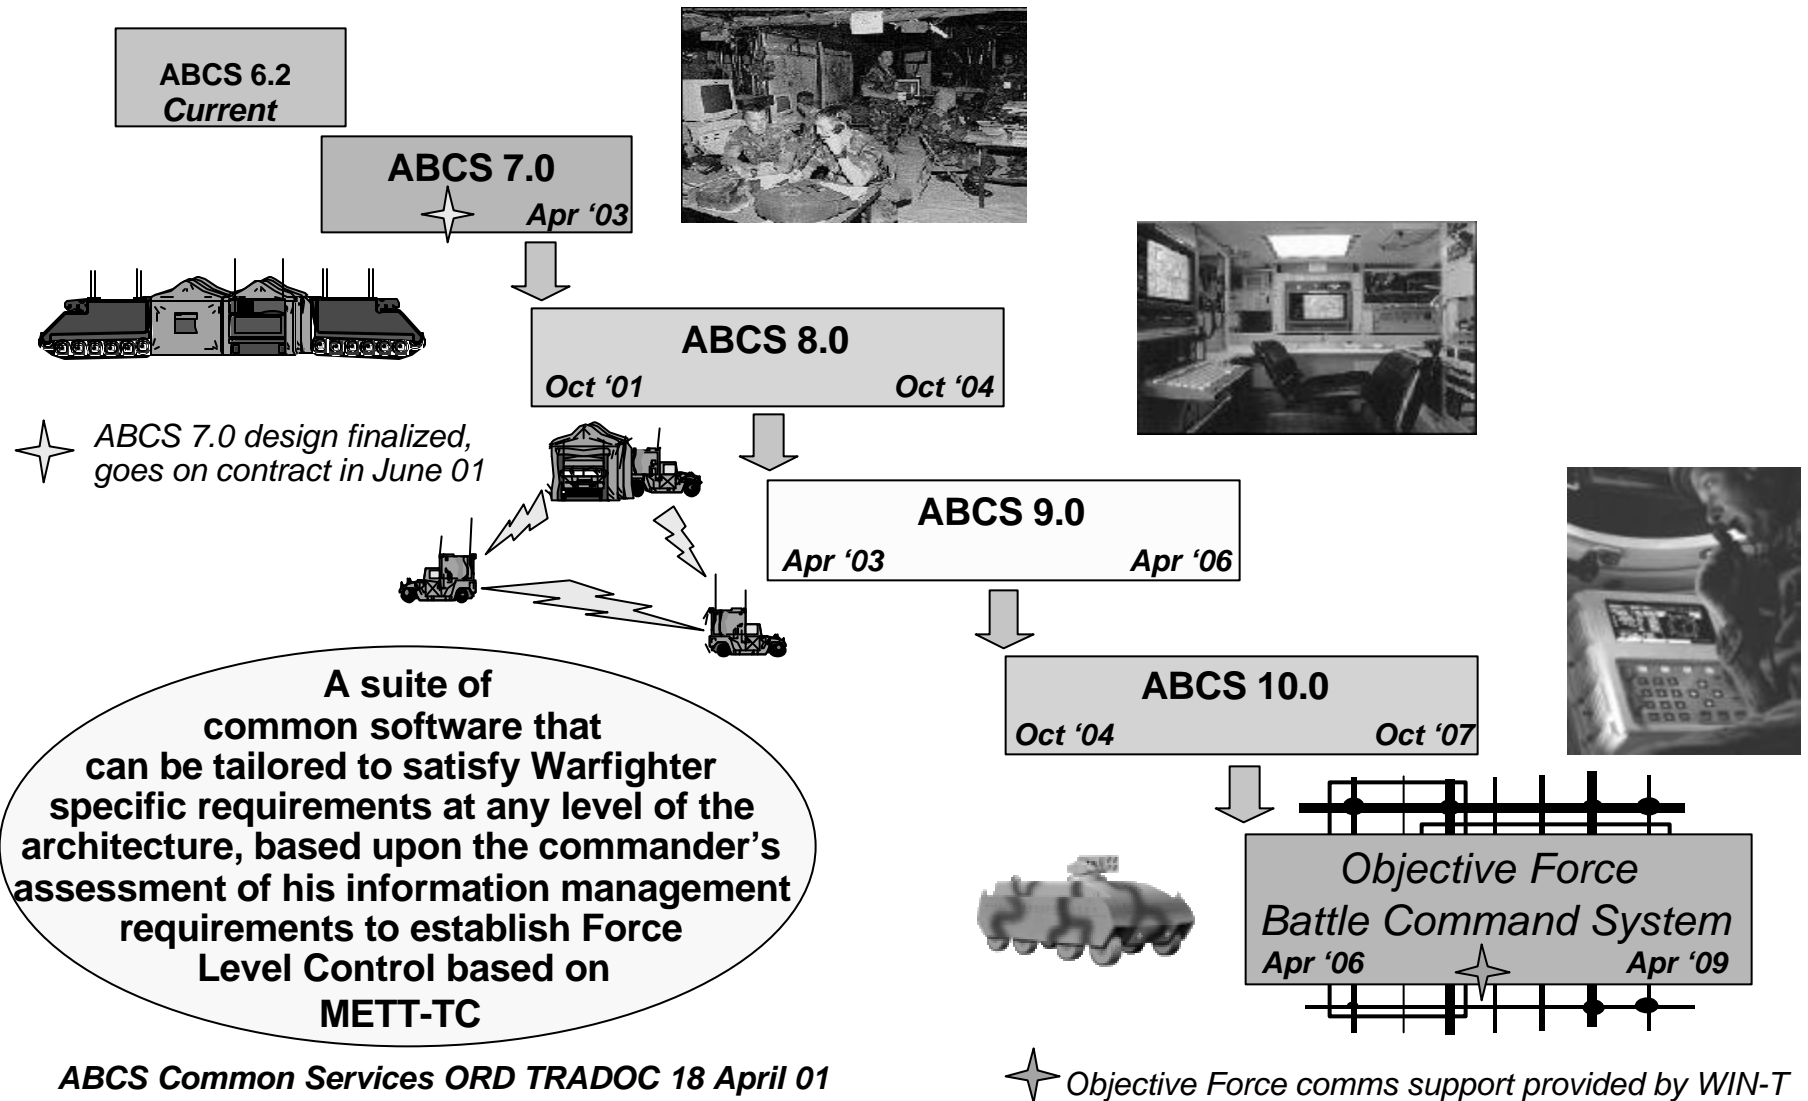 ABCS 6.2
Current
ABCS 7.0
Apr ‘03
ABCS 8.0
Oct ‘01 Oct ‘04
ABCS 7.0 design finalized,
goes on contract in June 01
ABCS 9.0
Apr ‘03 Apr ‘06
ABCS 10.0
Oct ‘04 Oct ‘07
A suite of
common software that
can be tailored to satisfy Warfighter
specific requirements at any level of the
architecture, based upon the commander’s
assessment of his information management
requirements to establish Force
Level Control based on
METT-TC
Objective Force
Battle Command System
Apr ‘06 Apr ‘09
ABCS Common Services ORD TRADOC 18 April 01
Objective Force comms support provided by WIN-T